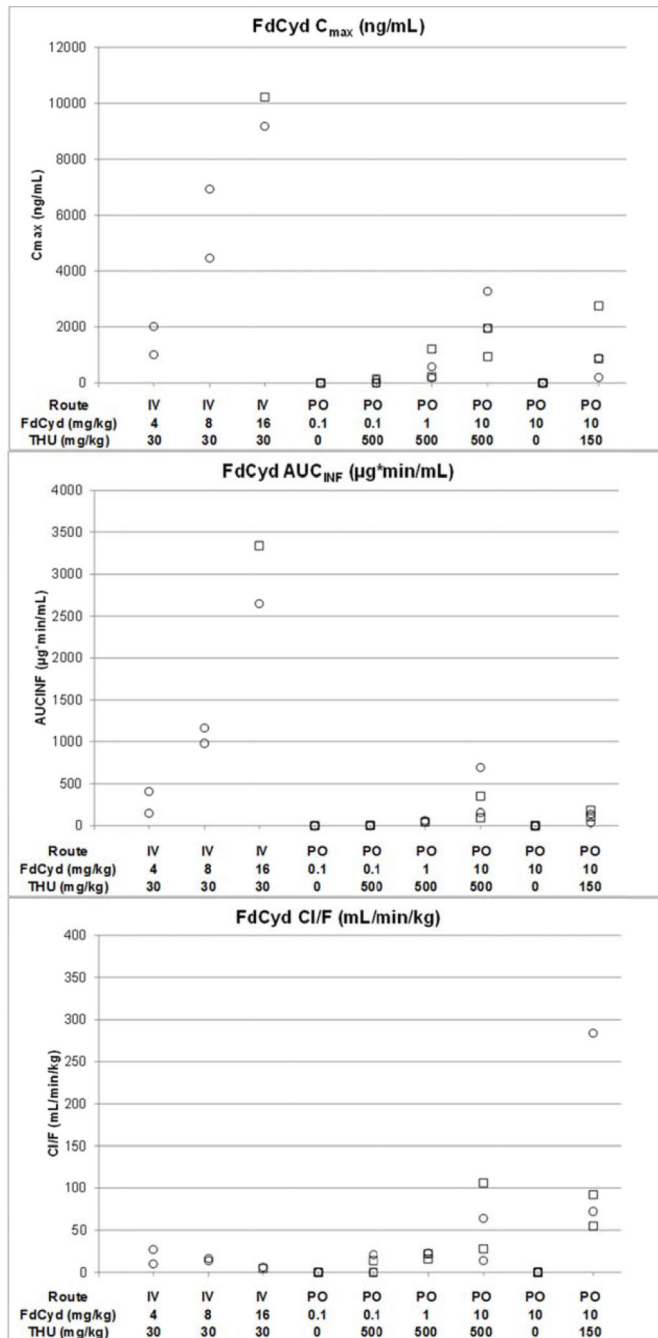 FdCyd Cmax (ng/mL)
12000
10000
8000
6000
4000
2000
0
Cmax (ng/mL)
Route IV IV IV PO PO PO PO PO PO
FdCyd (mg/kg) 4 8 16 0.1 0.1 1 10 10 10
THU (mg/kg) 30 30 30 0 500 500 500 0 150
FdCyd AUCINF (µg*min/mL)
4000
3500
3000
2500
2000
1500
1000
500
0
AUCINF (µg*min/mL)
Route IV IV IV PO PO PO PO PO PO
FdCyd (mg/kg) 4 8 16 0.1 0.1 1 10 10 10
THU (mg/kg) 30 30 30 0 500 500 500 0 150
FdCyd Cl/F (mL/min/kg)
400
350
300
250
200
150
100
50
0
Cl/F (mL/min/kg)
Route IV IV IV PO PO PO PO PO PO
FdCyd (mg/kg) 4 8 16 0.1 0.1 1 10 10 10
THU (mg/kg) 30 30 30 0 500 500 500 0 150